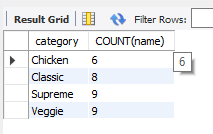 Result Grid Filter Rows:
category COUNT(name)
Chicken 6
6
Classic 8
Supreme 9
Veggie 9